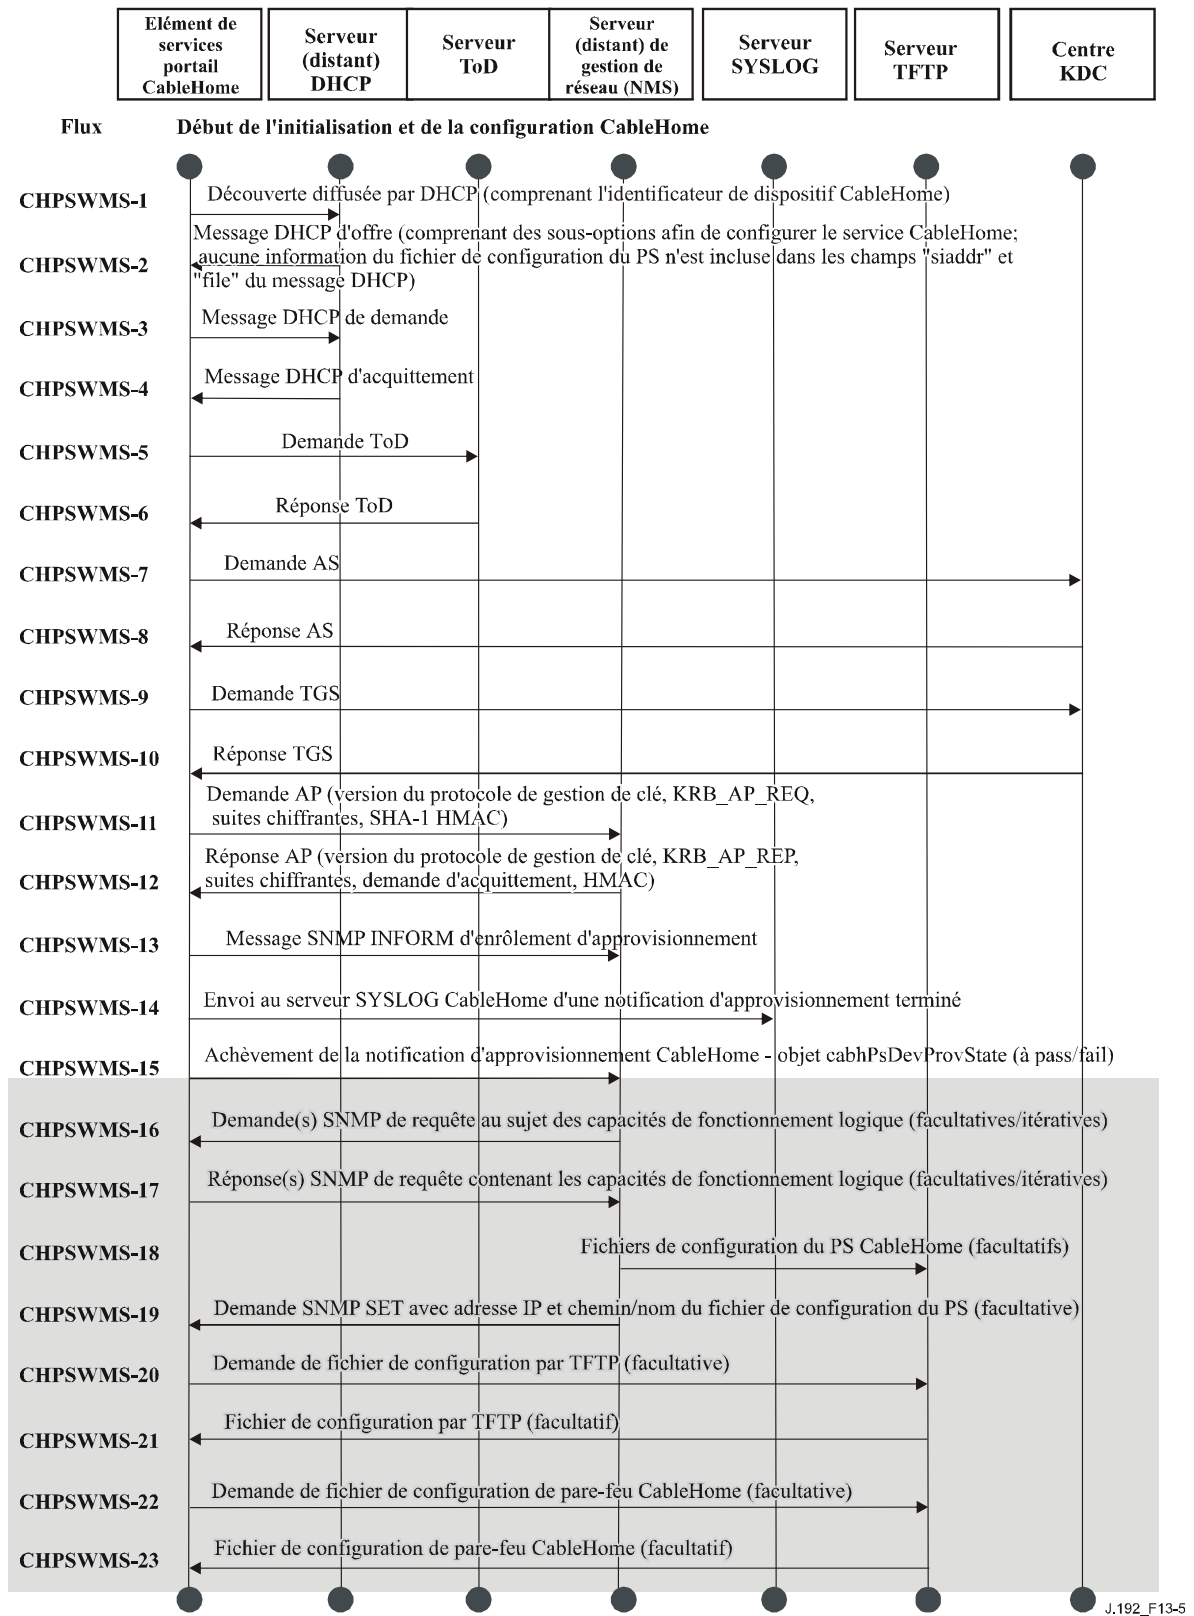 Elément de
services
portail
CableHome
Serveur
(distant)
DHCP
Serveur
ToD
Serveur
(distant) de
gestion de
réseau (NMS)
Serveur
SYSLOG
Serveur
TFTP
Centre
KDC
Flux
Début de l'initialisation et de la configuration CableHome
CHPSWMS-1
Découverte diffusée par DHCP (comprenant l'identificateur de dispositif CableHome)
CHPSWMS-2
Message DHCP d'offre (comprenant des sous-options afin de configurer le service CableHome;
aucune information du fichier de configuration du PS n'est incluse dans les champs "siaddr" et
"file" du message DHCP)
CHPSWMS-3
Message DHCP de demande
CHPSWMS-4
Message DHCP d'acquittement
CHPSWMS-5
Demande ToD
CHPSWMS-6
Réponse ToD
CHPSWMS-7
Demande AS
CHPSWMS-8
Réponse AS
CHPSWMS-9
Demande TGS
CHPSWMS-10
Réponse TGS
CHPSWMS-11
Demande AP (version du protocole de gestion de clé, KRB_AP_REQ,
suites chiffrantes, SHA-1 HMAC)
CHPSWMS-12
Réponse AP (version du protocole de gestion de clé, KRB_AP_REP,
suites chiffrantes, demande d'acquittement, HMAC)
CHPSWMS-13
Message SNMP INFORM d'enrôlement d'approvisionnement
CHPSWMS-14
Envoi au serveur SYSLOG CableHome d'une notification d'approvisionnement terminé
CHPSWMS-15
Achèvement de la notification d'approvisionnement CableHome - objet cabhPsDevProvState (à pass/fail)
CHPSWMS-16
Demande(s) SNMP de requête au sujet des capacités de fonctionnement logique (facultatives/itératives)
CHPSWMS-17
Réponse(s) SNMP de requête contenant les capacités de fonctionnement logique (facultatives/itératives)
CHPSWMS-18
Fichiers de configuration du PS CableHome (facultatifs)
CHPSWMS-19
Demande SNMP SET avec adresse IP et chemin/nom du fichier de configuration du PS (facultative)
CHPSWMS-20
Demande de fichier de configuration par TFTP (facultative)
CHPSWMS-21
Fichier de configuration par TFTP (facultatif)
CHPSWMS-22
Demande de fichier de configuration de pare-feu CableHome (facultative)
CHPSWMS-23
Fichier de configuration de pare-feu CableHome (facultatif)
J.192_F13-5